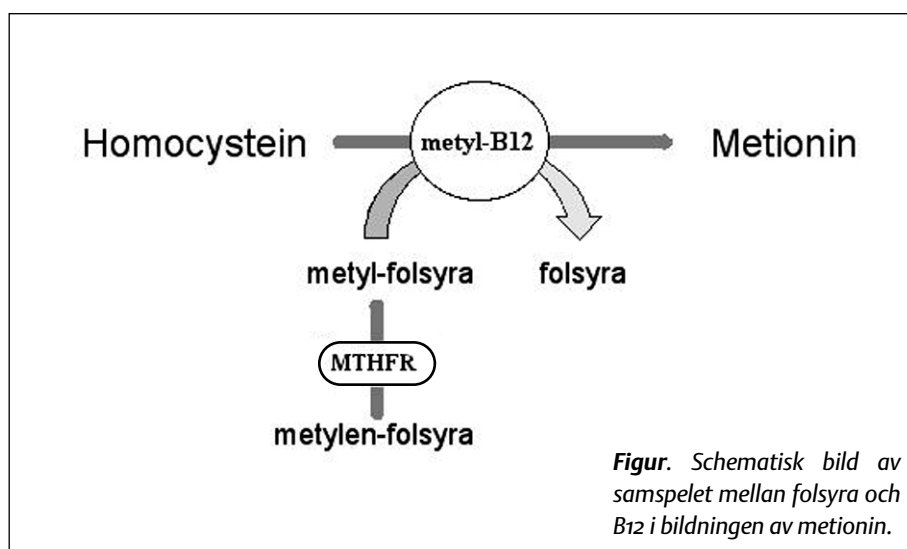 Homocystein metyl-B12 Metionin
metyl-folsyra folsyra
MTHFR
metylen-folsyra
Figur. Schematisk bild av
samspelet mellan folsyra och
B12 i bildningen av metionin.